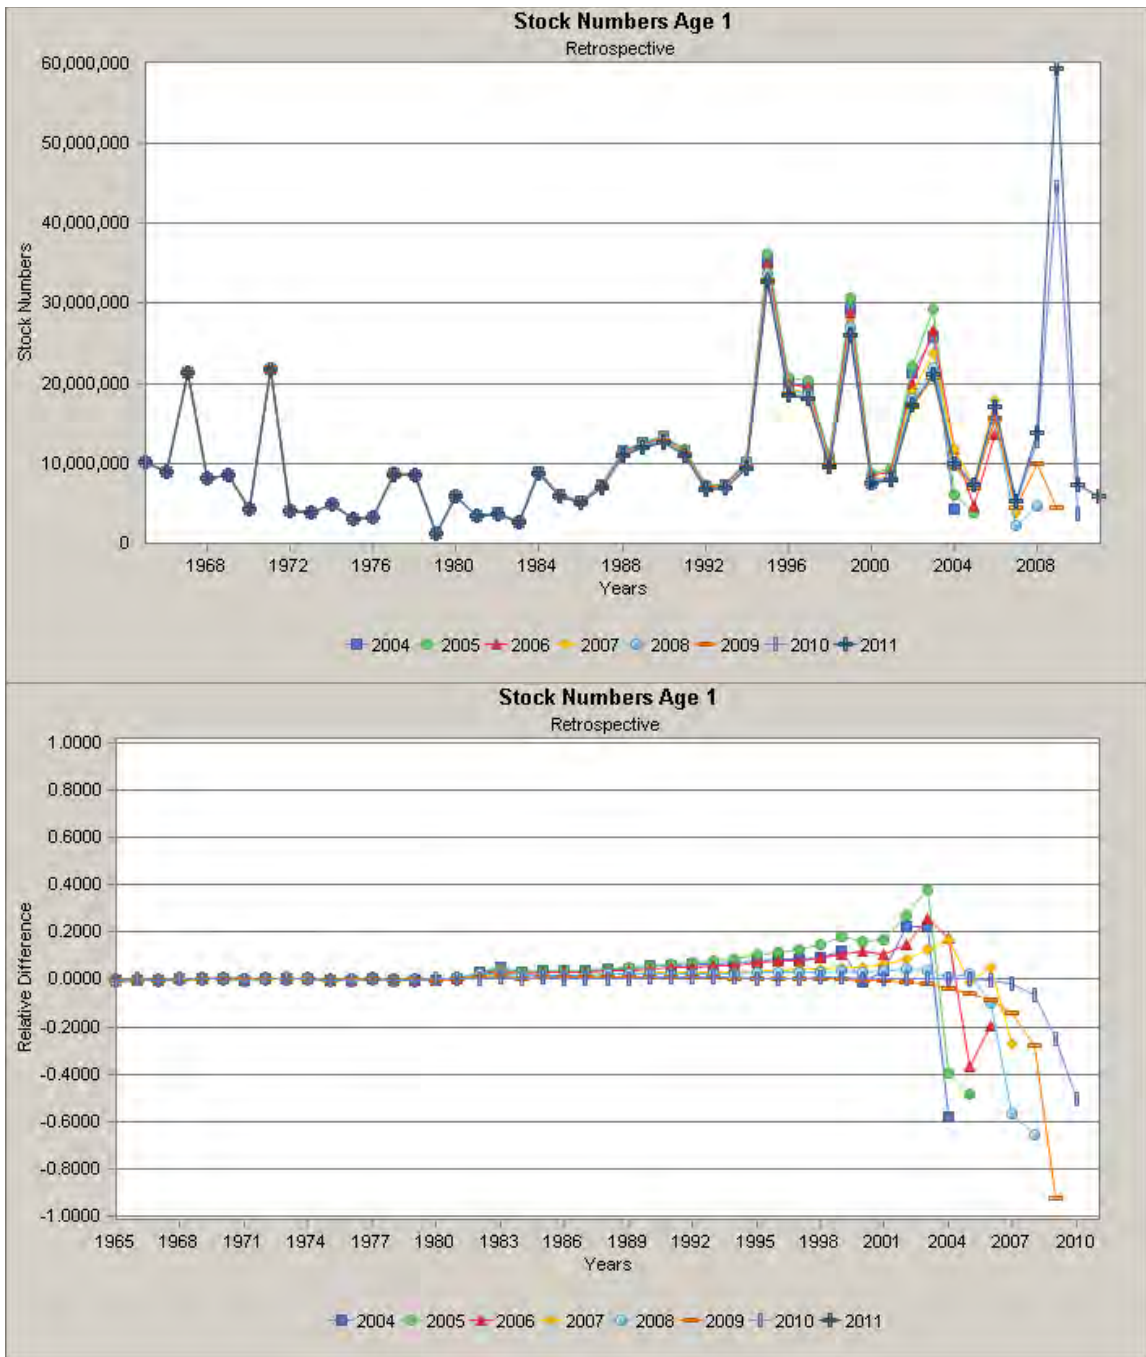 Stock Numbers Age 1
Retrospective
60,000,000
50,000,000
40,000,000
30,000,000
20,000,000
10,000,000
0
Stock Numbers
1968 1972 1976 1980 1984 1988 1992 1996 2000 2004 2008
Years
2004 2005 2006 2007 2008 2009 2010 2011
Stock Numbers Age 1
Retrospective
1.0000
0.8000
0.6000
0.4000
0.2000
0.0000
-0.2000
-0.4000
-0.6000
-0.8000
-1.0000
Relative Difference
1965 1968 1971 1974 1977 1980 1983 1986 1989 1992 1995 1998 2001 2004 2007 2010
Years
2004 2005 2006 2007 2008 2009 2010 2011